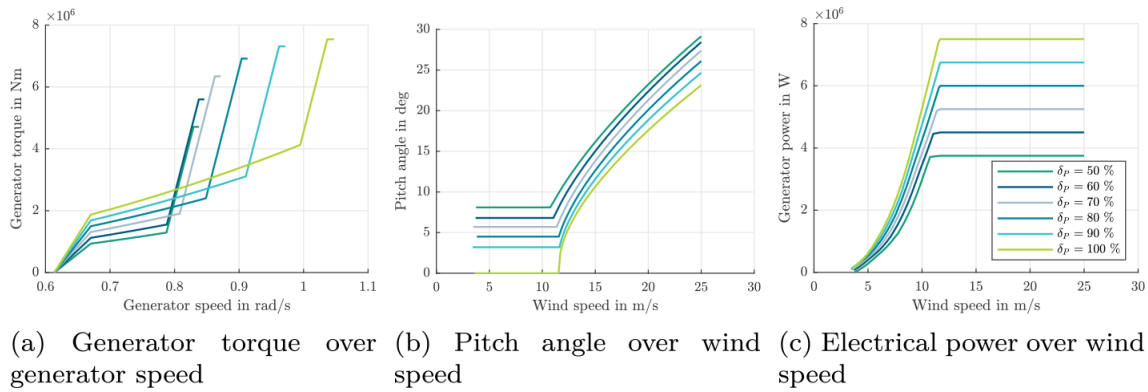 ×10⁶
8
6
4
2
0
0.6 0.7 0.8 0.9 1 1.1
Generator torque in Nm
Generator speed in rad/s
30
25
20
15
10
5
0
0 5 10 15 20 25 30
Pitch angle in deg
Wind speed in m/s
×10⁶
8
6
4
2
0
0 5 10 15 20 25 30
Generator power in W
Wind speed in m/s
δ_P = 50 %
δ_P = 60 %
δ_P = 70 %
δ_P = 80 %
δ_P = 90 %
δ_P = 100 %
(a) Generator torque over
generator speed
(b) Pitch angle over wind
speed
(c) Electrical power over wind
speed